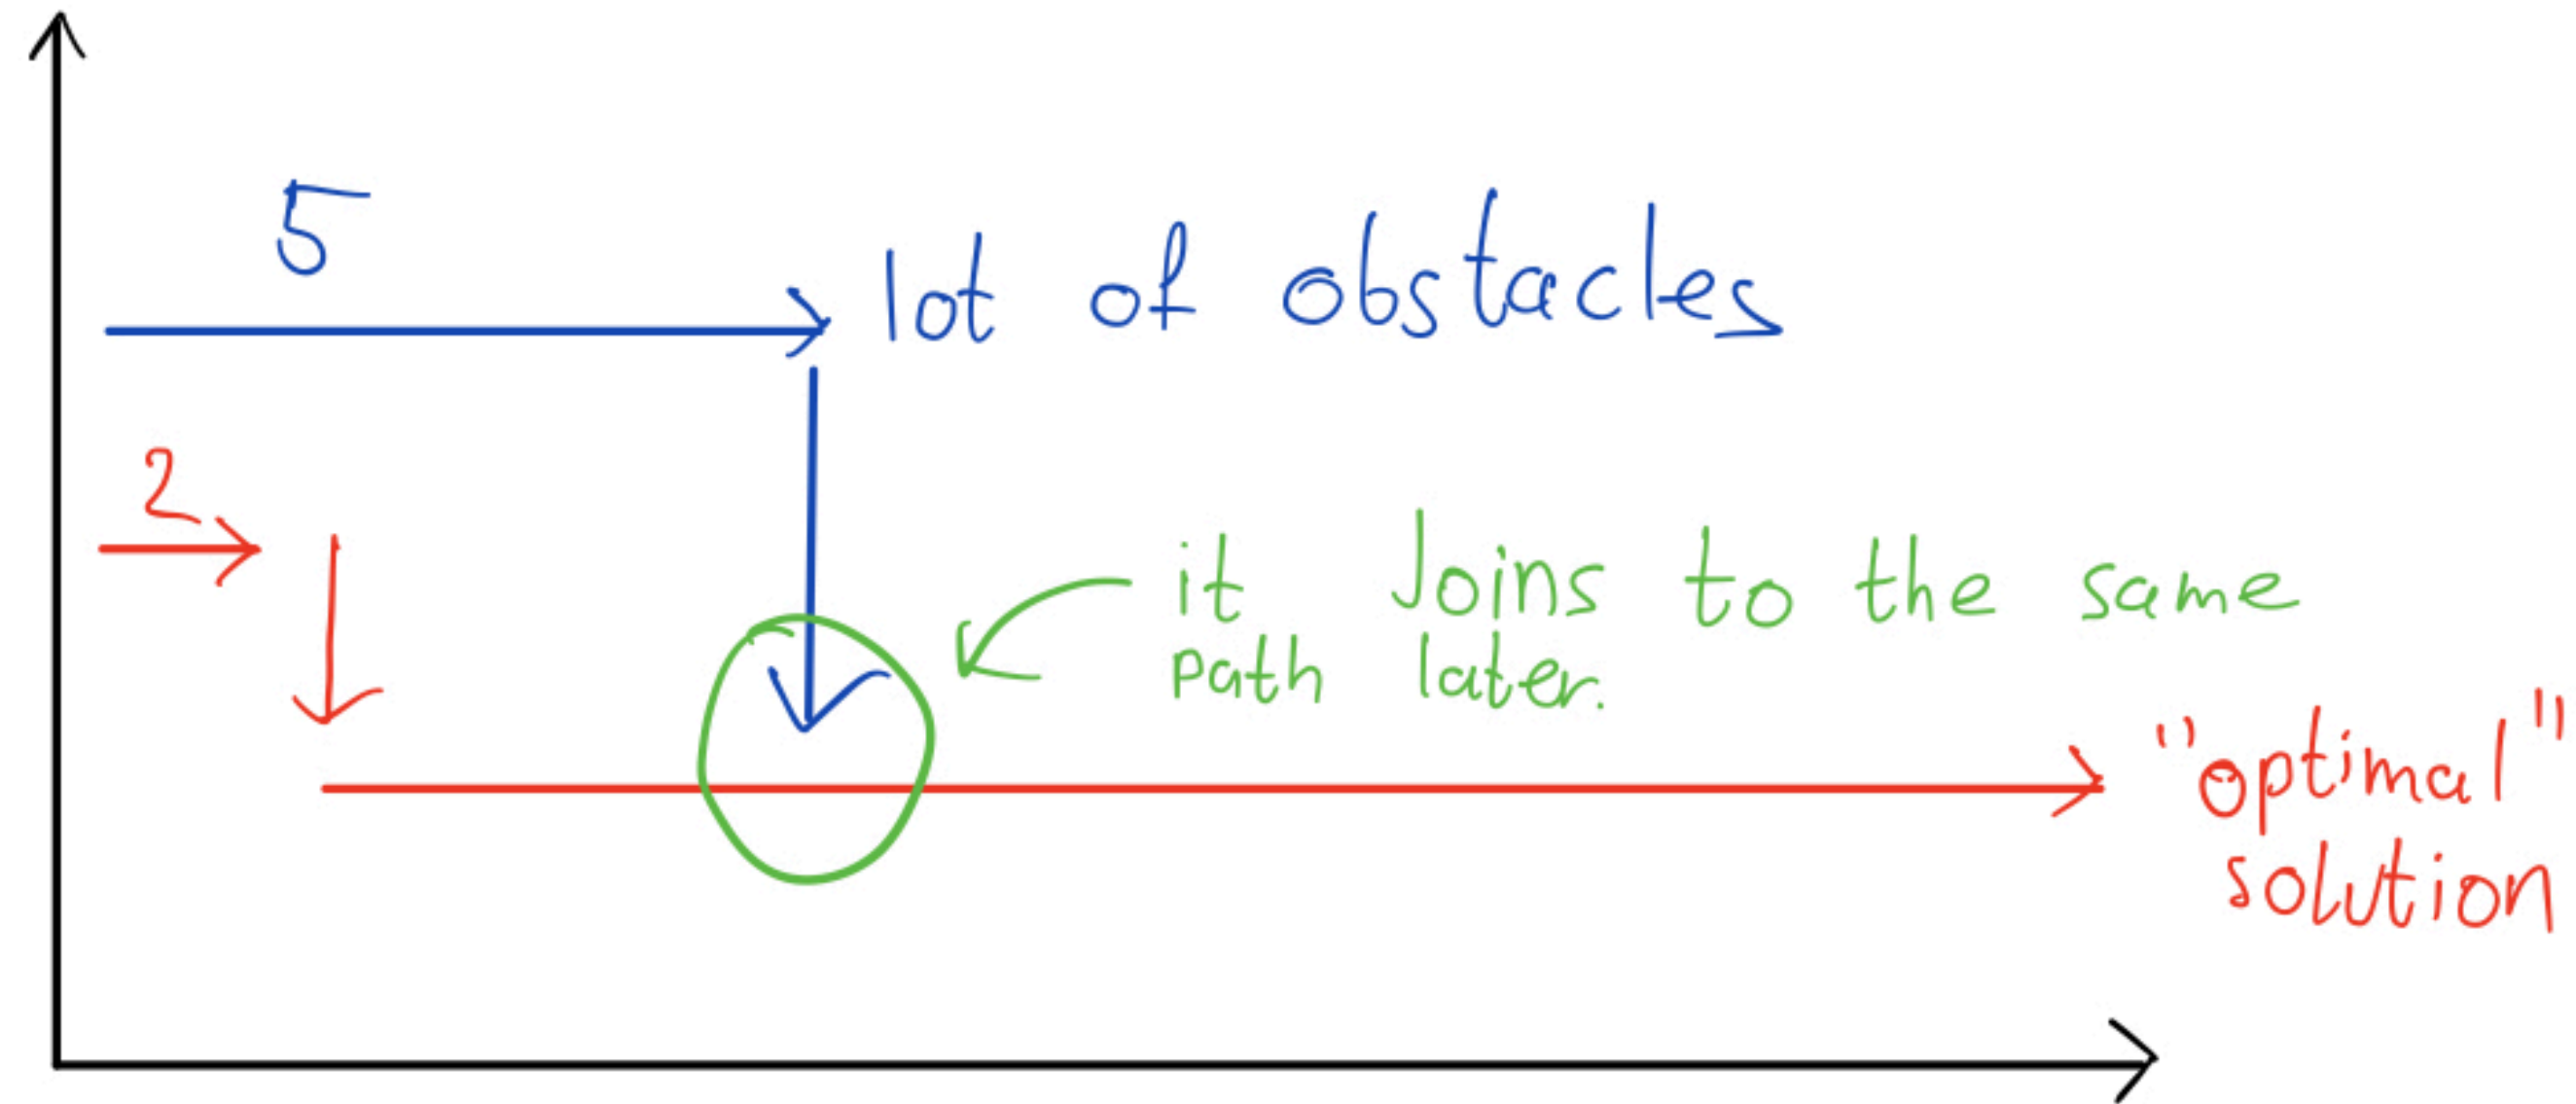 5
lot of obstacles
2
it Joins to the same
path later.
"optimal"
solution